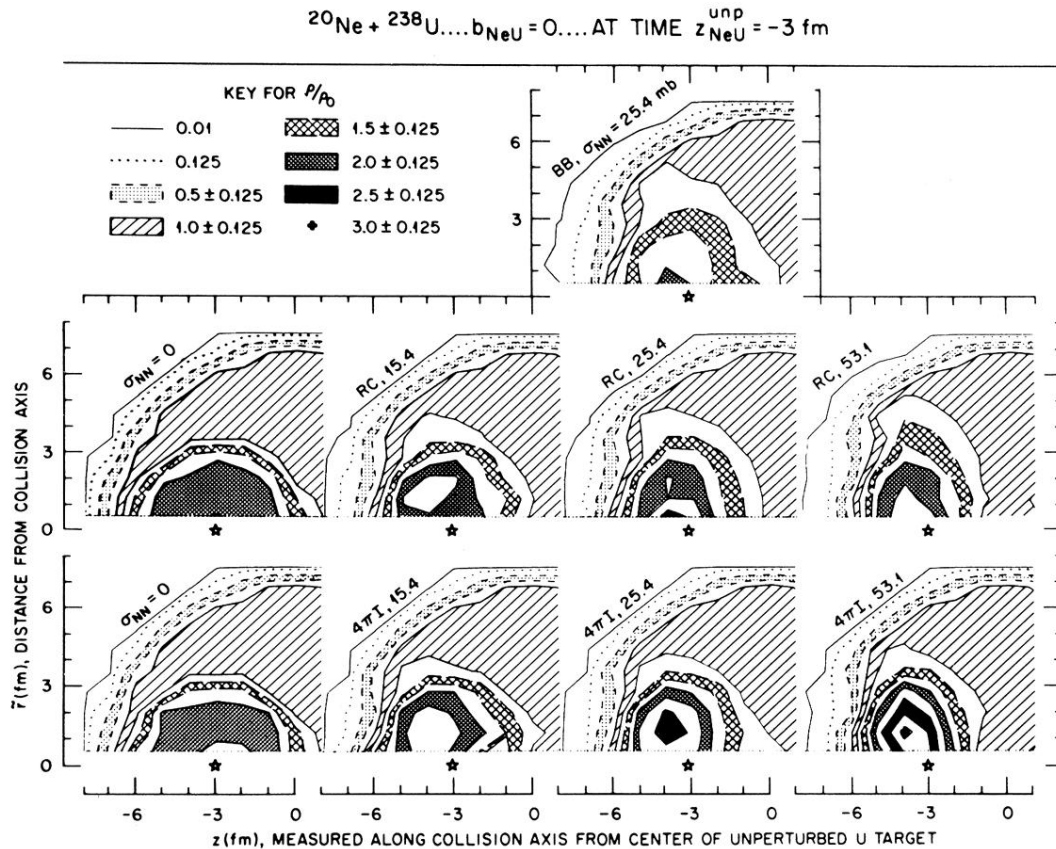 ²⁰Ne + ²³⁸U.... b_NeU = 0.... AT TIME z_NeU^unp = −3 fm
KEY FOR ρ/ρ₀
0.01
0.125
0.5 ± 0.125
1.0 ± 0.125
1.5 ± 0.125
2.0 ± 0.125
2.5 ± 0.125
3.0 ± 0.125
BB, σ_NN = 25.4 mb
6
3
σ_NN = 0
RC, 15.4
RC, 25.4
RC, 53.1
6
3
0
σ_NN = 0
4πI, 15.4
4πI, 25.4
4πI, 53.1
6
3
0
r̃(fm), DISTANCE FROM COLLISION AXIS
-6 -3 0 -6 -3 0 -6 -3 0 -6 -3 0
z(fm), MEASURED ALONG COLLISION AXIS FROM CENTER OF UNPERTURBED U TARGET